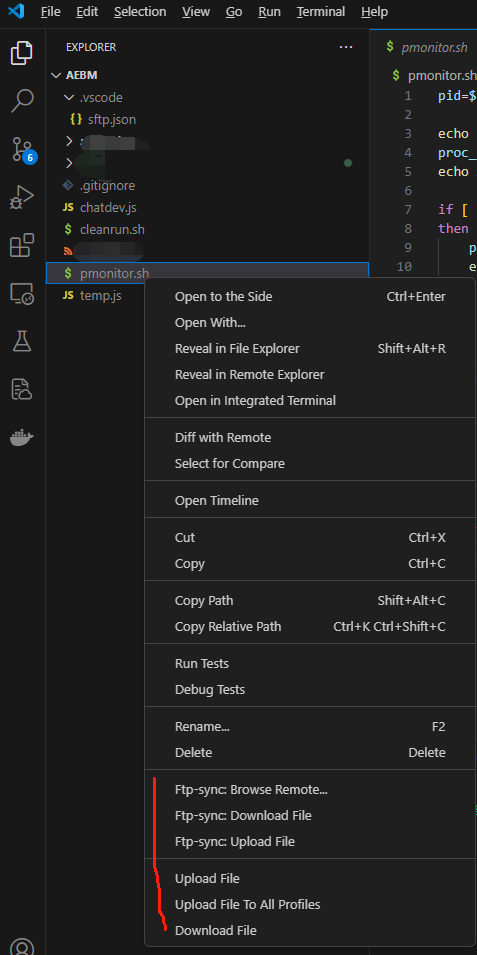 File Edit Selection View Go Run Terminal Help
EXPLORER ...
pmonitor.sh
AEBM
pmonitor.sh
.vscode
1 pid=$
sftp.json
2
3 echo
6
4 proc_
5 echo
.gitignore
6
chatdev.js
7 if [
cleanrun.sh
8 then
9 p
pmonitor.sh
10 e
temp.js
Open to the Side Ctrl+Enter
Open With...
Reveal in File Explorer Shift+Alt+R
Reveal in Remote Explorer
Open in Integrated Terminal
Diff with Remote
Select for Compare
Open Timeline
Cut Ctrl+X
Copy Ctrl+C
Copy Path Shift+Alt+C
Copy Relative Path Ctrl+K Ctrl+Shift+C
Run Tests
Debug Tests
Rename... F2
Delete Delete
Ftp-sync: Browse Remote...
Ftp-sync: Download File
Ftp-sync: Upload File
Upload File
Upload File To All Profiles
Download File